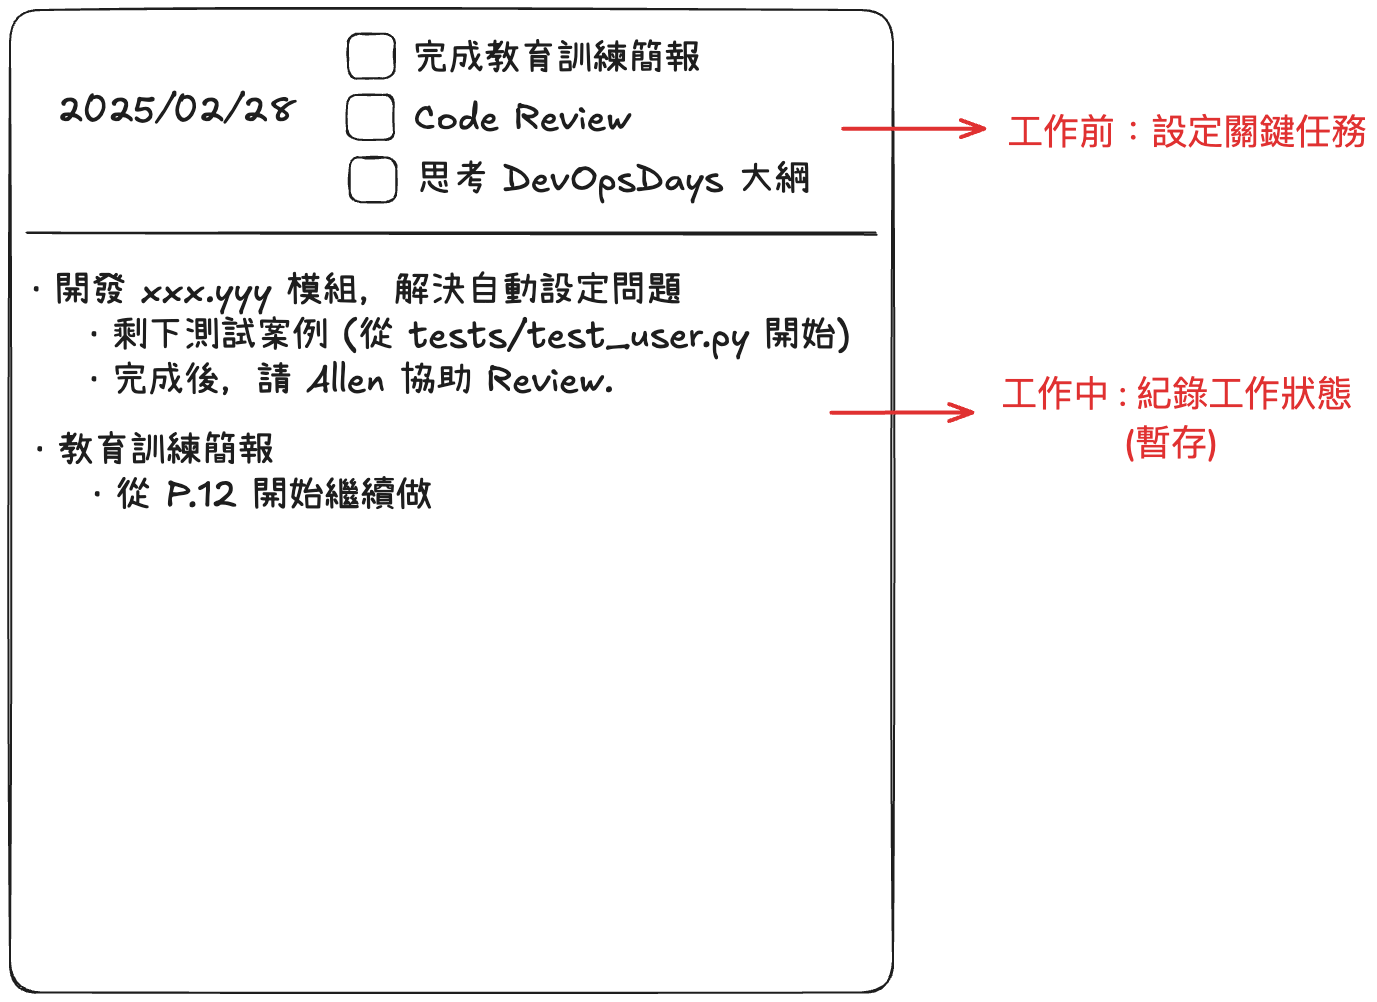 2025/02/28
完成教育訓練簡報
Code Review
思考 DevOpsDays 大綱
工作前：設定關鍵任務
· 開發 xxx.yyy 模組，解決自動設定問題
· 剩下測試案例 (從 tests/test_user.py 開始)
· 完成後，請 Allen 協助 Review.
· 教育訓練簡報
· 從 P.12 開始繼續做
工作中 : 紀錄工作狀態
(暫存)